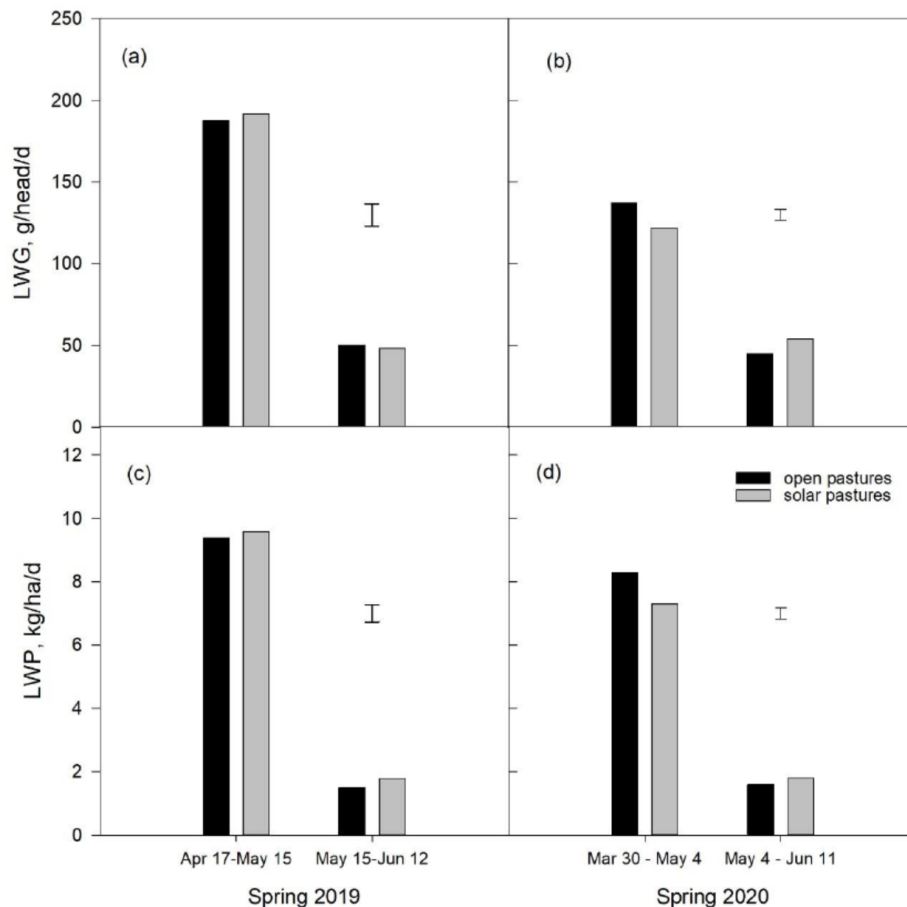 250
200
150
100
50
0
LWG, g/head/d
(a)
(b)
12
10
8
6
4
2
0
LWP, kg/ha/d
(c)
(d)
open pastures
solar pastures
Apr 17-May 15
May 15-Jun 12
Mar 30 - May 4
May 4 - Jun 11
Spring 2019
Spring 2020